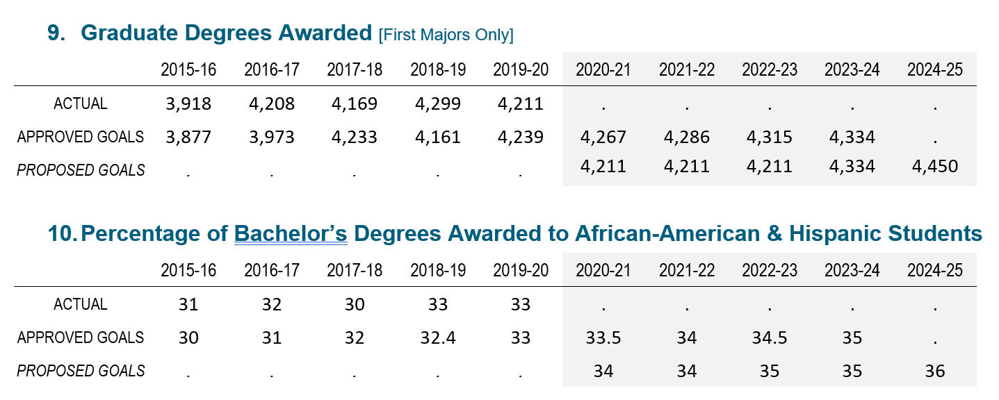 9. Graduate Degrees Awarded [First Majors Only]
2015-16 2016-17 2017-18 2018-19 2019-20 2020-21 2021-22 2022-23 2023-24 2024-25
ACTUAL 3,918 4,208 4,169 4,299 4,211 . . . . .
APPROVED GOALS 3,877 3,973 4,233 4,161 4,239 4,267 4,286 4,315 4,334 .
PROPOSED GOALS . . . . . 4,211 4,211 4,211 4,334 4,450
10. Percentage of Bachelor’s Degrees Awarded to African-American & Hispanic Students
2015-16 2016-17 2017-18 2018-19 2019-20 2020-21 2021-22 2022-23 2023-24 2024-25
ACTUAL 31 32 30 33 33 . . . . .
APPROVED GOALS 30 31 32 32.4 33 33.5 34 34.5 35 .
PROPOSED GOALS . . . . . 34 34 35 35 36